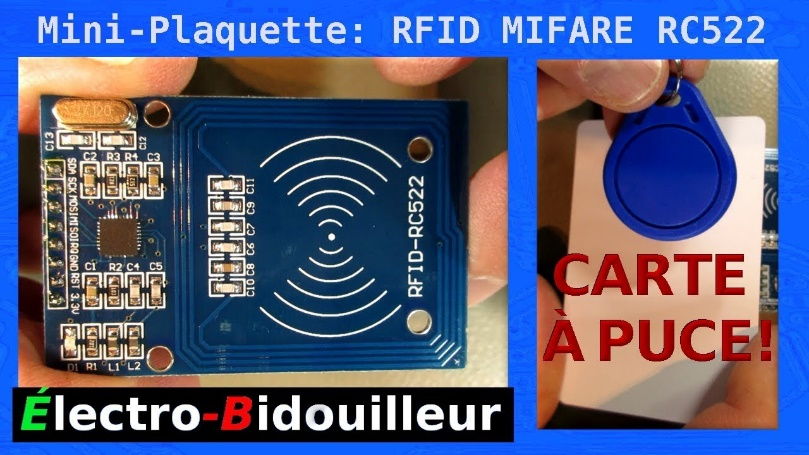 Mini-Plaquette: RFID MIFARE RC522
C13
C12
C2 R3 R4 C3
SDA SCK MOSI MISO IRQ GND RST 3.3V
C1 R2 C4 C5
D1 R1 L1 L2
C11
C9
C7
C6
C8
C10
RFID-RC522
CARTE
À PUCE!
Électro-Bidouilleur